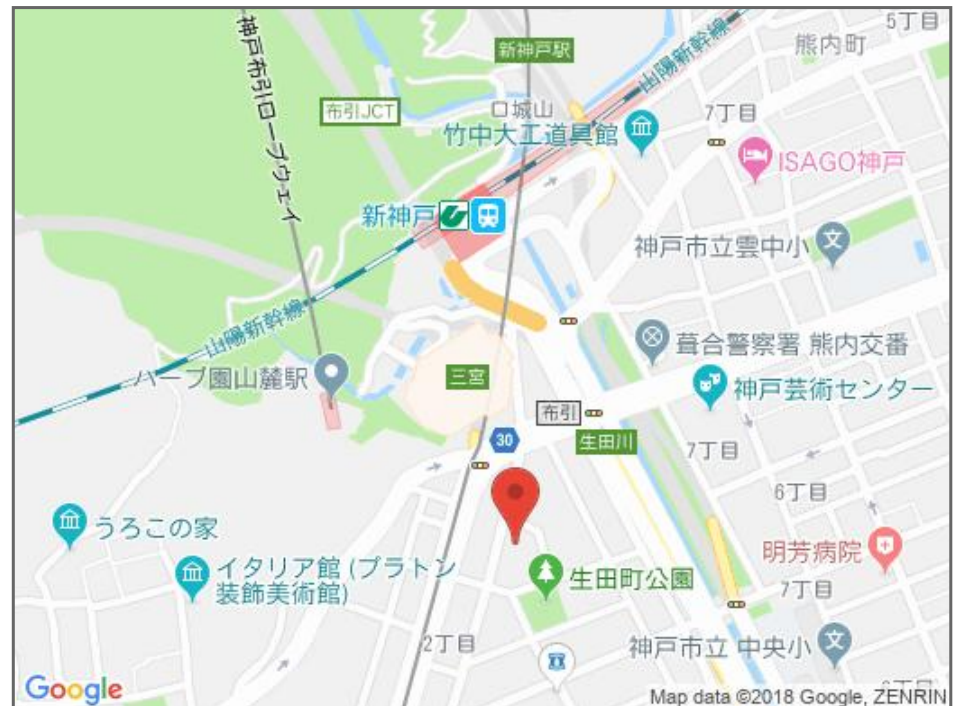 5丁目
熊内町
山陽新幹線
新神戸駅
神戸布引ロープウェイ
布引JCT
口城山
7丁目
竹中大工道具館
ISAGO神戸
新神戸
神戸市立雲中小
文
山陽新幹線
葺合警察署 熊内交番
ハーブ園山麓駅
三宮
神戸芸術センター
布引
30
生田川
7丁目
6丁目
うろこの家
イタリア館 (プラトン
装飾美術館)
明芳病院
生田町公園
7丁目
2丁目
神戸市立 中央小
文
Google
Map data ©2018 Google, ZENRIN